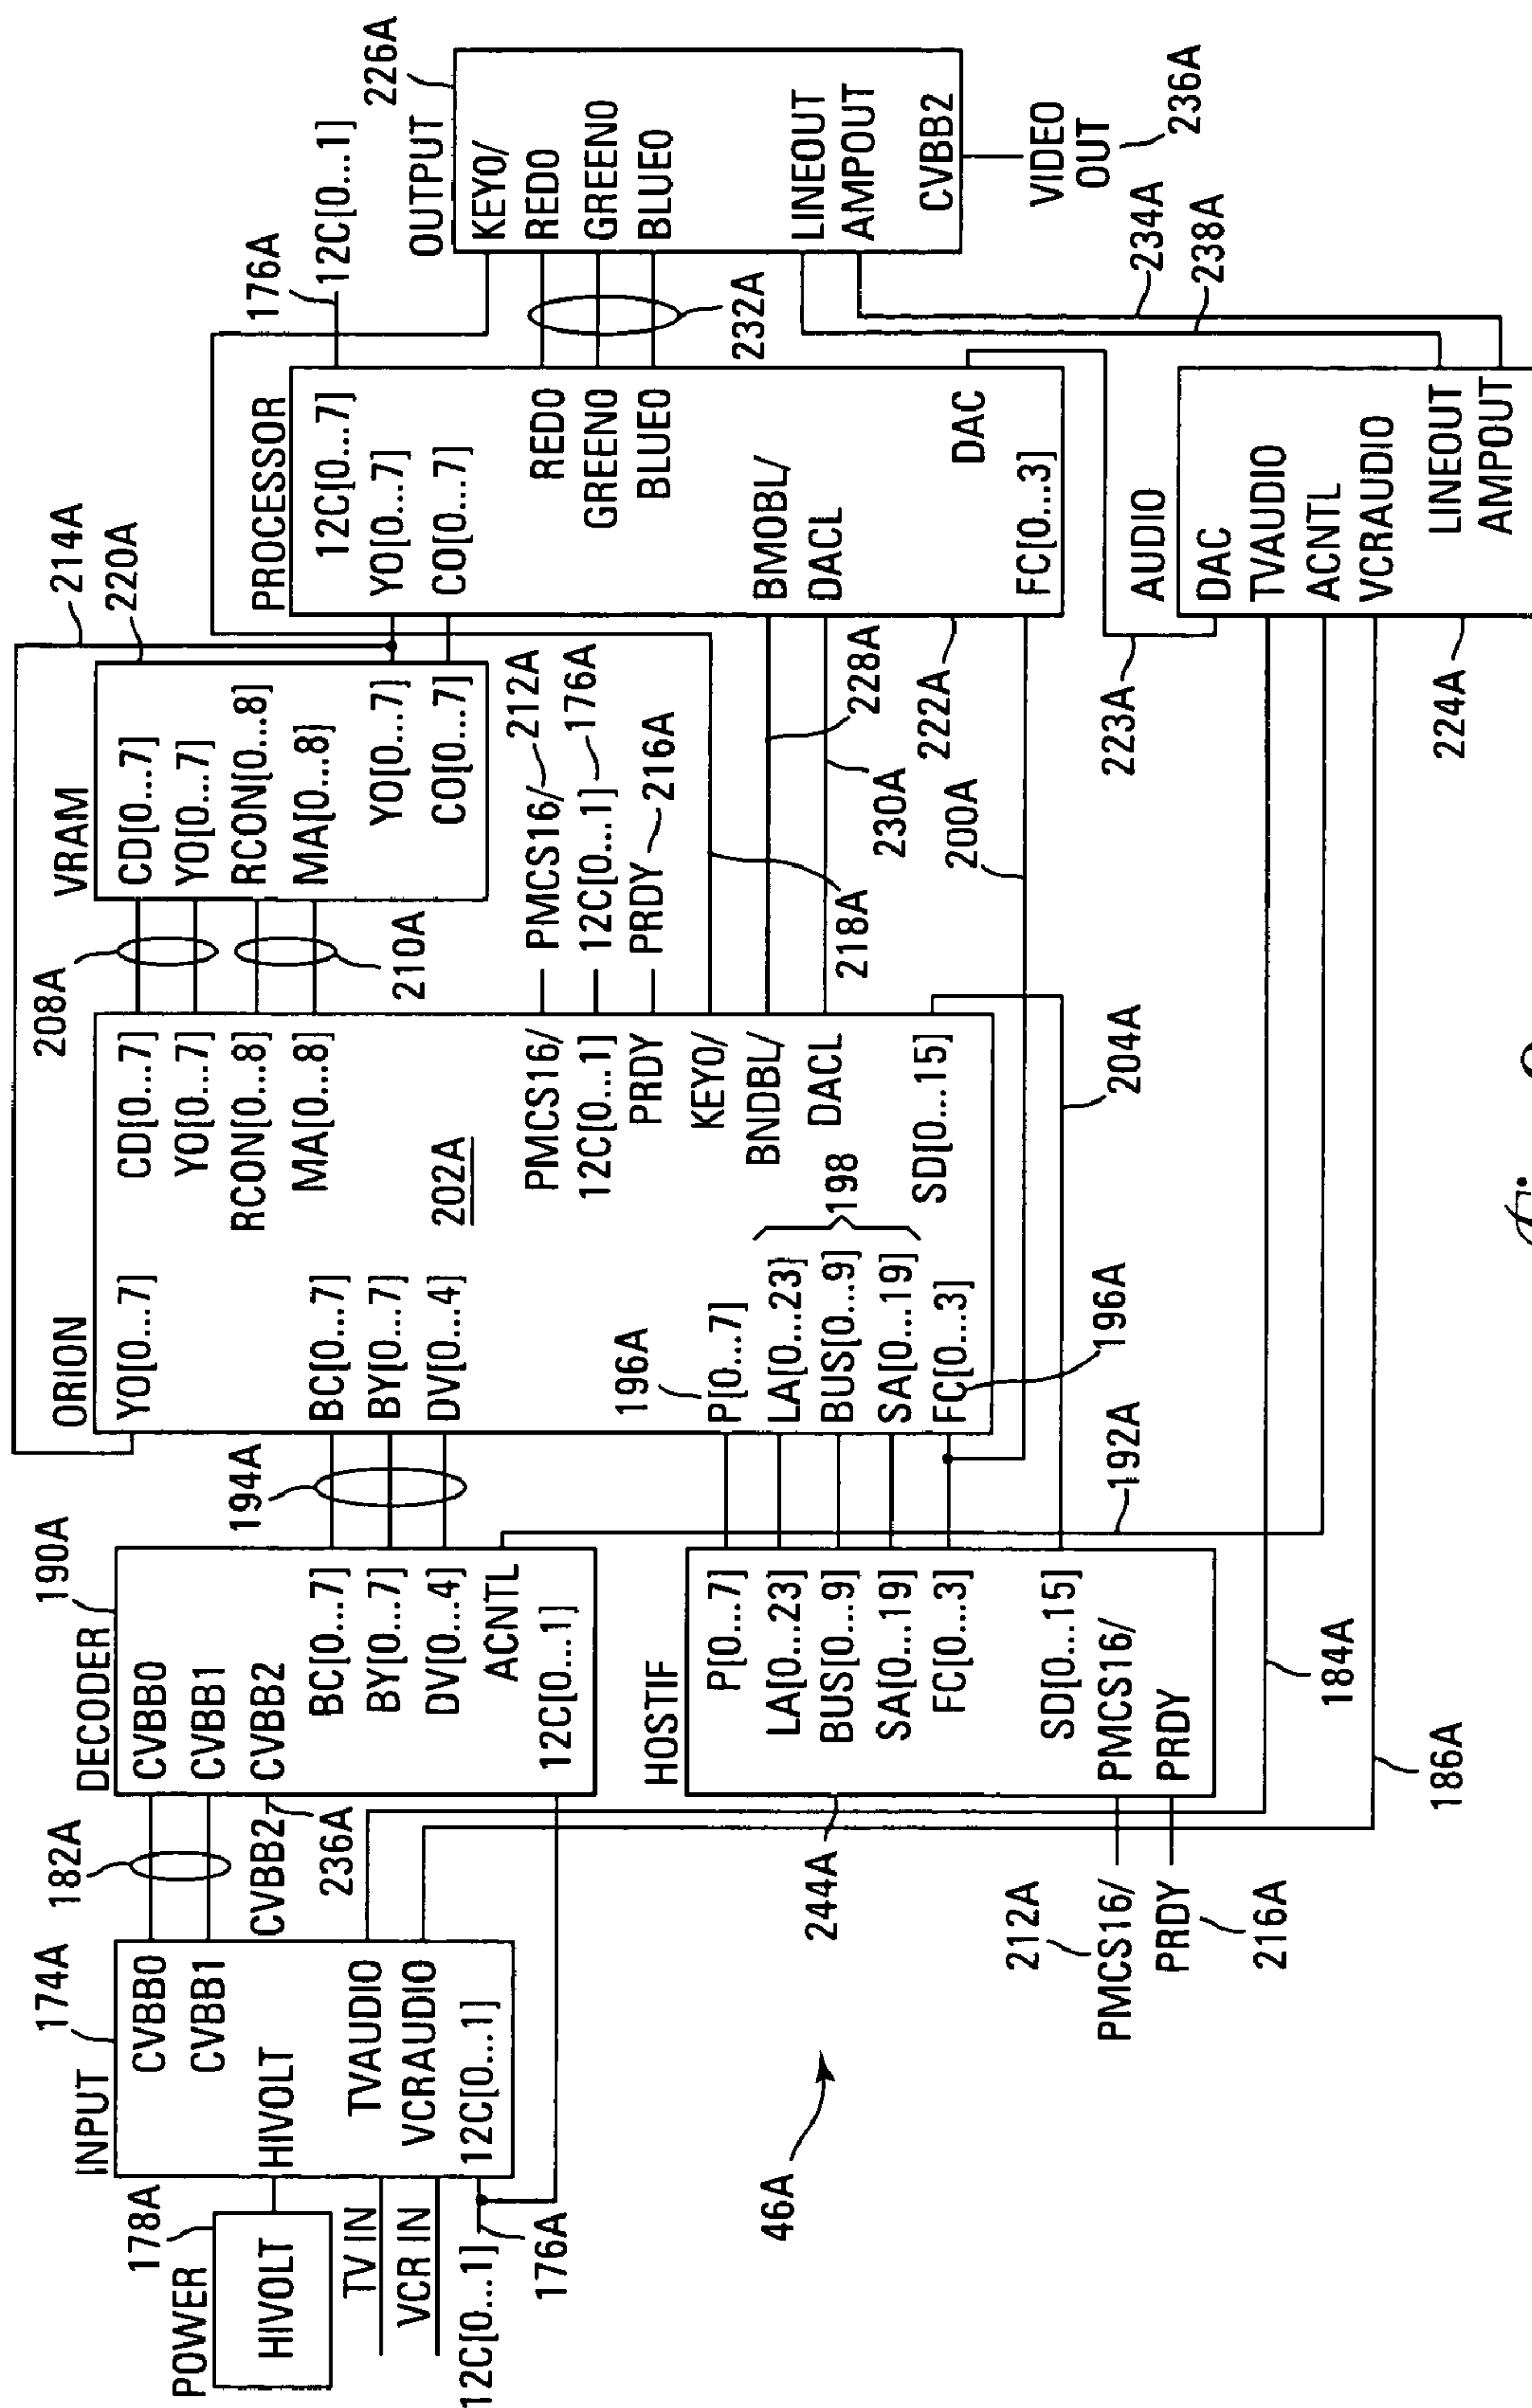 POWER
178A
HIVOLT
TV IN
VCR IN
12C[0...1]
176A
INPUT
174A
CVBB0
CVBB1
HIVOLT
TVAUDIO
VCRAUDIO
12C[0...1]
182A
CVBB2
236A
DECODER
190A
CVBB0
CVBB1
CVBB2
BC[0...7]
BY[0...7]
DV[0...4]
ACNTL
12C[0...1]
194A
HOSTIF
244A
P[0...7]
LA[0...23]
BUS[0...9]
SA[0...19]
FC[0...3]
SD[0...15]
PMCS16/
PRDY
212A
PMCS16/
PRDY
216A
46A
186A
184A
192A
ORION
YO[0...7]
BC[0...7]
BY[0...7]
DV[0...4]
196A
P[0...7]
LA[0...23]
BUS[0...9]
SA[0...19]
FC[0...3]
198
196A
202A
CD[0...7]
YO[0...7]
RCON[0...8]
MA[0...8]
PMCS16/
12C[0...1]
PRDY
KEYO/
BNDBL/
DACL
SD[0...15]
204A
208A
210A
VRAM
220A
214A
CD[0...7]
YO[0...7]
RCON[0...8]
MA[0...8]
YO[0...7]
CO[0...7]
PMCS16/
212A
12C[0...1]
176A
PRDY
216A
218A
228A
230A
222A
200A
PROCESSOR
12C[0...7]
YO[0...7]
CO[0...7]
REDO
GREENO
BLUEO
BMOBL/
DACL
DAC
FC[0...3]
176A
12C[0...1]
232A
OUTPUT
226A
KEYO/
REDO
GREENO
BLUEO
LINEOUT
AMPOUT
CVBB2
VIDEO
OUT
236A
234A
238A
223A
AUDIO
224A
DAC
TVAUDIO
ACNTL
VCRAUDIO
LINEOUT
AMPOUT